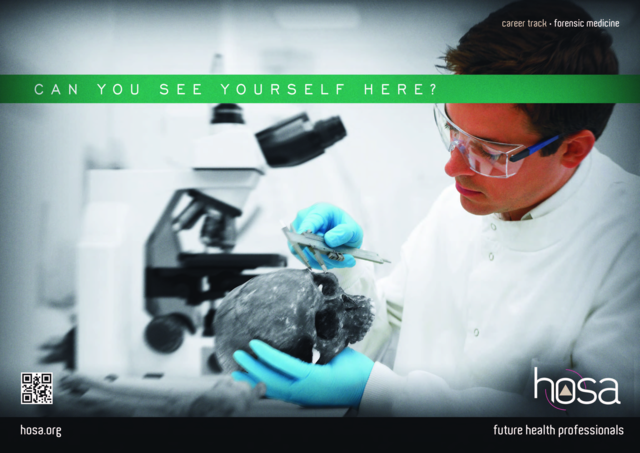 career track · forensic medicine
CAN YOU SEE YOURSELF HERE?
hosa
hosa.org
future health professionals